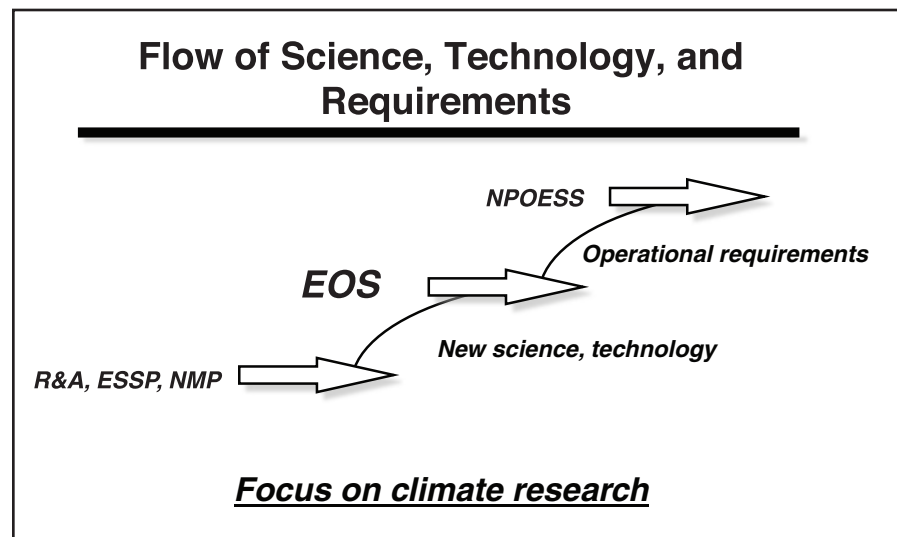 Flow of Science, Technology, and
Requirements
NPOESS
Operational requirements
EOS
New science, technology
R&A, ESSP, NMP
Focus on climate research